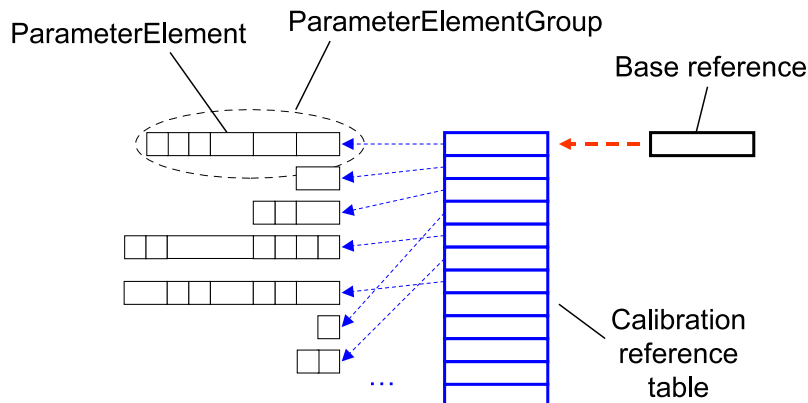 ParameterElement
ParameterElementGroup
Base reference
Calibration
reference
table
...